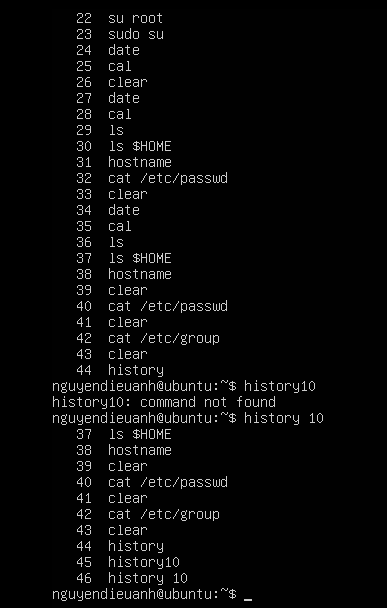 22  su root
23  sudo su
24  date
25  cal
26  clear
27  date
28  cal
29  ls
30  ls $HOME
31  hostname
32  cat /etc/passwd
33  clear
34  date
35  cal
36  ls
37  ls $HOME
38  hostname
39  clear
40  cat /etc/passwd
41  clear
42  cat /etc/group
43  clear
44  history
nguyendieuanh@ubuntu:~$ history10
history10: command not found
nguyendieuanh@ubuntu:~$ history 10
37  ls $HOME
38  hostname
39  clear
40  cat /etc/passwd
41  clear
42  cat /etc/group
43  clear
44  history
45  history10
46  history 10
nguyendieuanh@ubuntu:~$ _